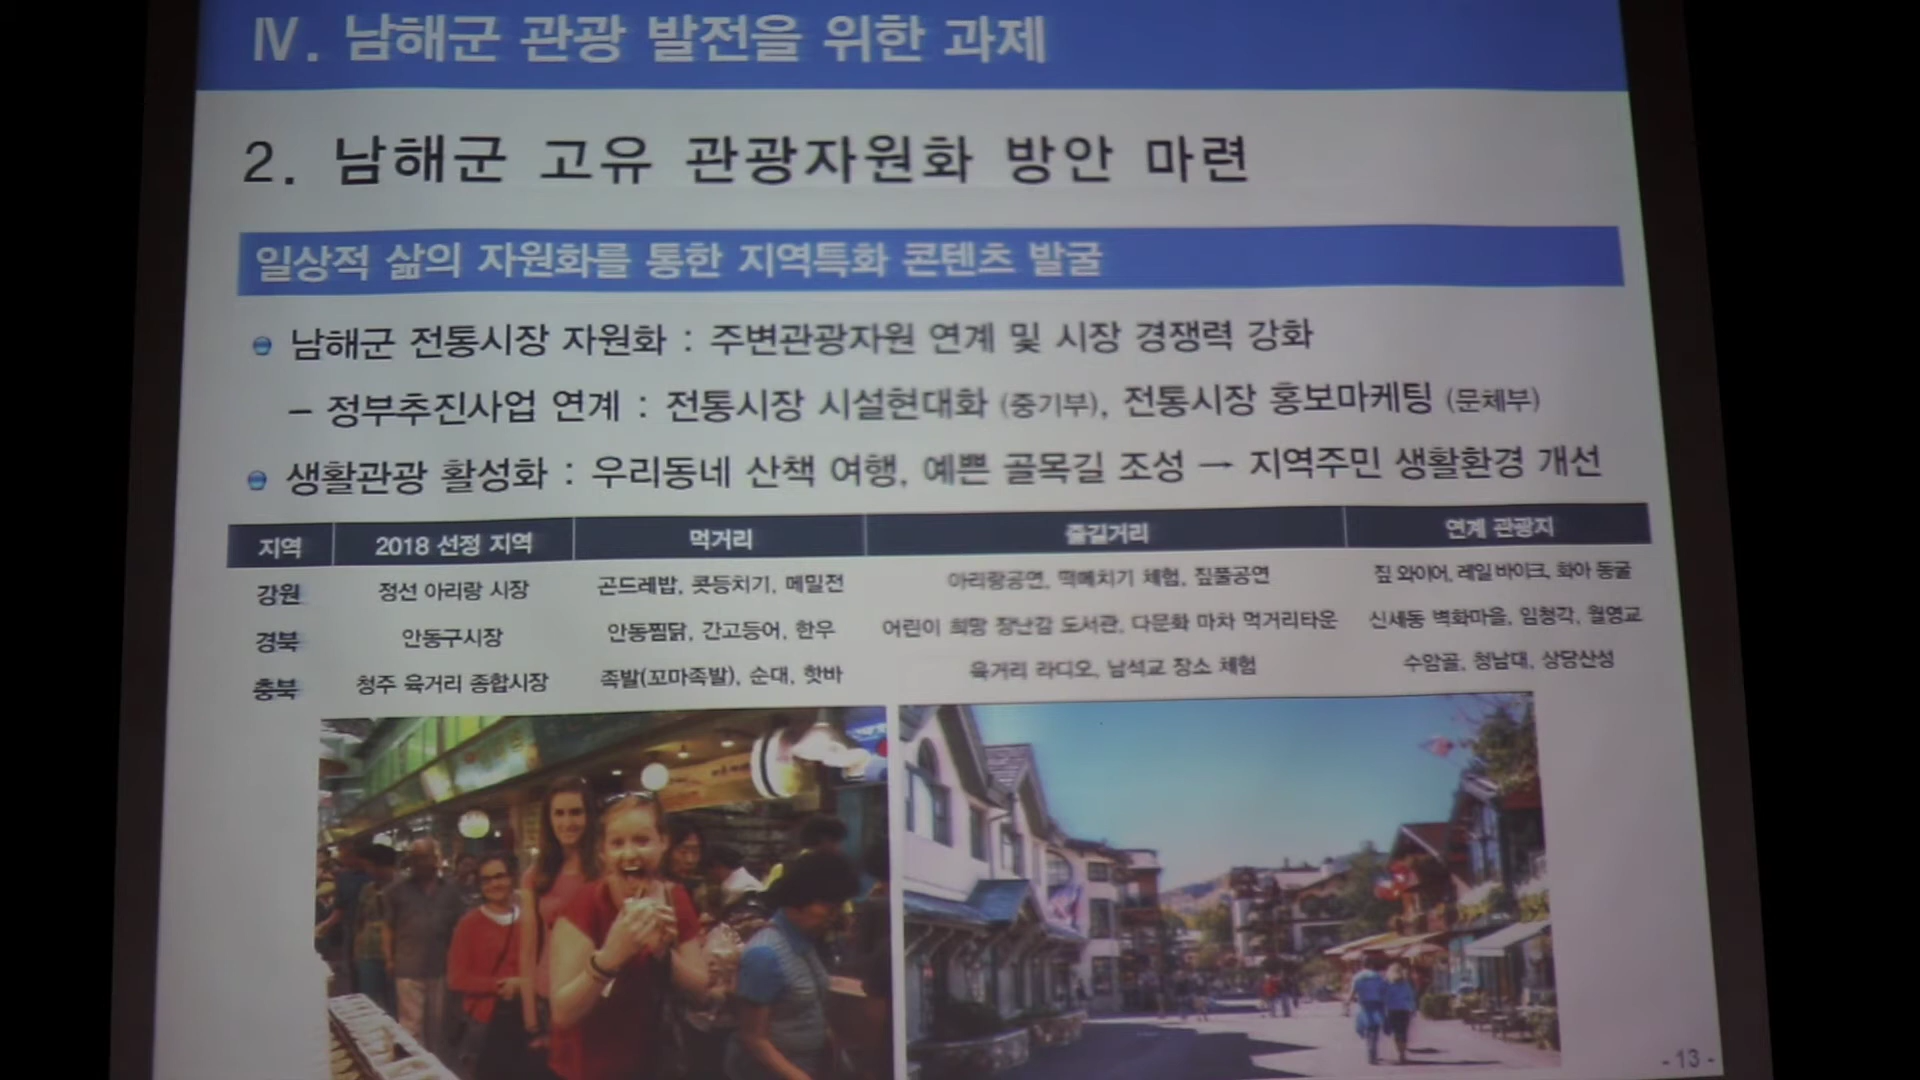 Ⅳ. 남해군 관광 발전을 위한 과제
2. 남해군 고유 관광자원화 방안 마련
일상적 삶의 자원화를 통한 지역특화 콘텐츠 발굴
남해군 전통시장 자원화 : 주변관광자원 연계 및 시장 경쟁력 강화
- 정부추진사업 연계 : 전통시장 시설현대화 (중기부), 전통시장 홍보마케팅 (문체부)
생활관광 활성화 : 우리동네 산책 여행, 예쁜 골목길 조성 → 지역주민 생활환경 개선
지역 2018 선정 지역 먹거리 즐길거리 연계 관광지
강원 정선 아리랑 시장 곤드레밥, 콧등치기, 메밀전 아리랑공연, 떡메치기 체험, 짚풀공연 짚 와이어, 레일 바이크, 화아 동굴
경북 안동구시장 안동찜닭, 간고등어, 한우 어린이 희망 장난감 도서관, 다문화 마차 먹거리타운 신세동 벽화마을, 임청각, 월영교
충북 청주 육거리 종합시장 족발(꼬마족발), 순대, 핫바 육거리 라디오, 남석교 장소 체험 수암골, 청남대, 상당산성
- 13 -